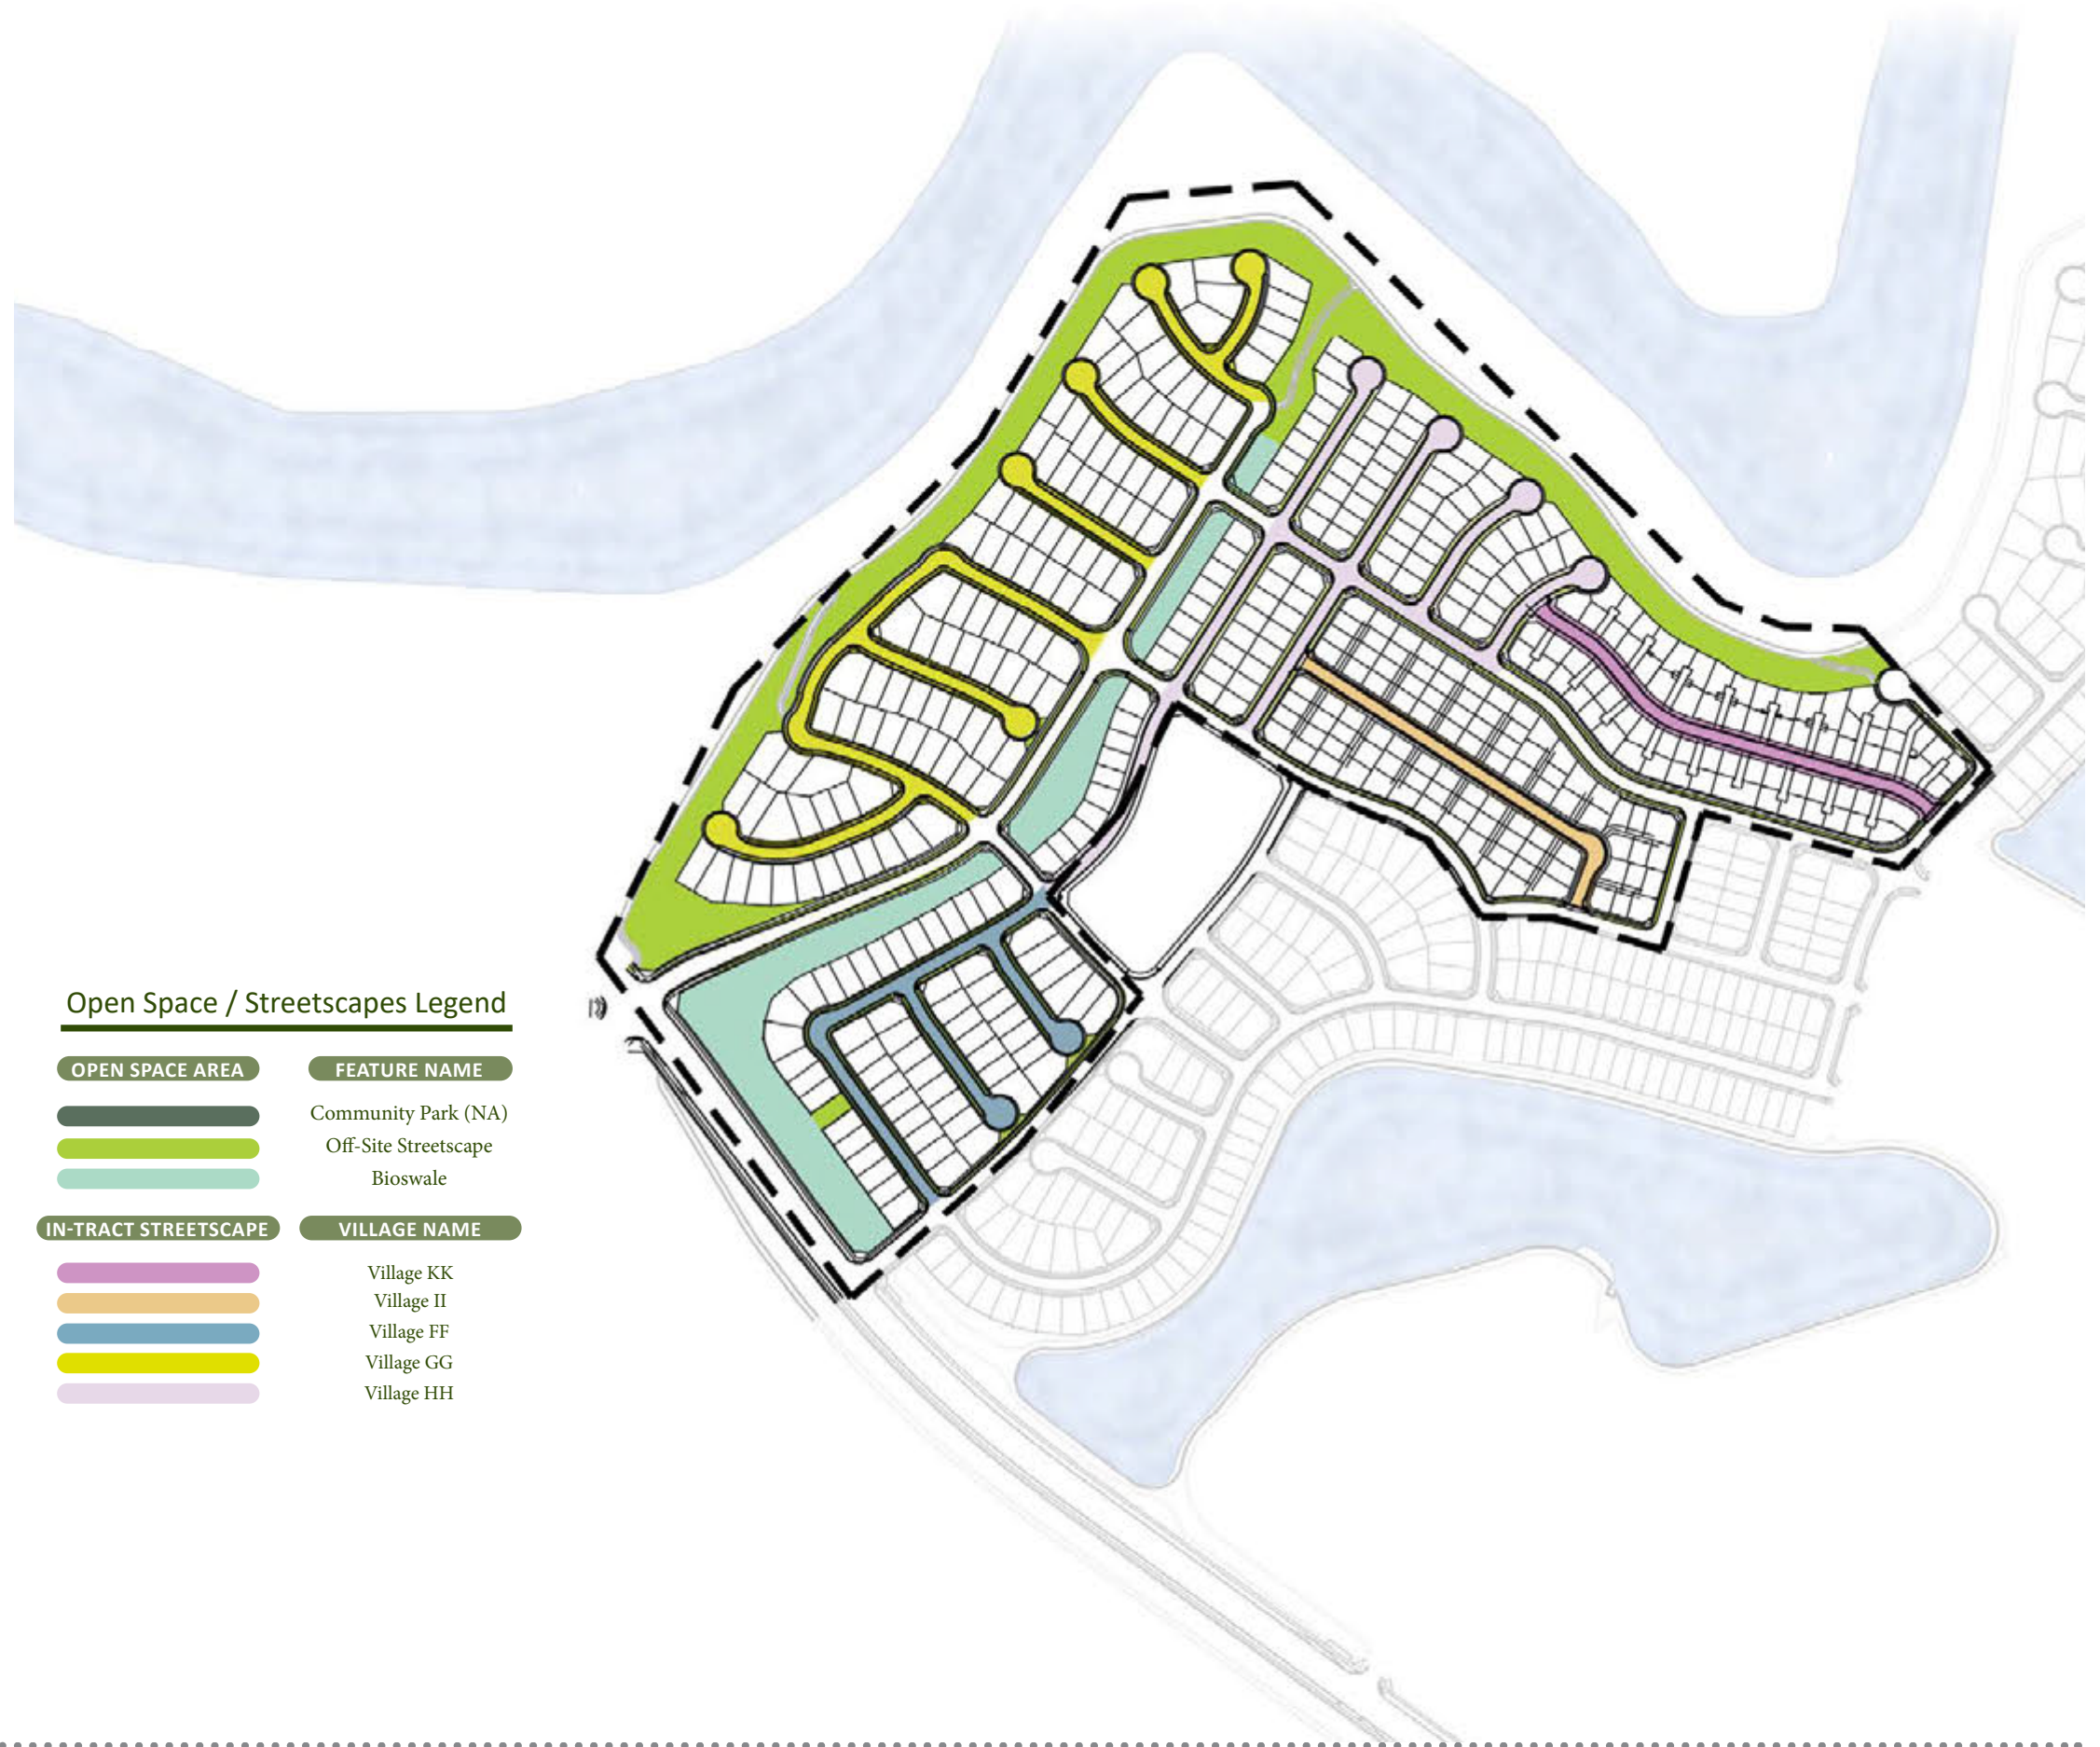 Open Space / Streetscapes Legend
OPEN SPACE AREA FEATURE NAME
Community Park (NA)
Off-Site Streetscape
Bioswale
IN-TRACT STREETSCAPE VILLAGE NAME
Village KK
Village II
Village FF
Village GG
Village HH